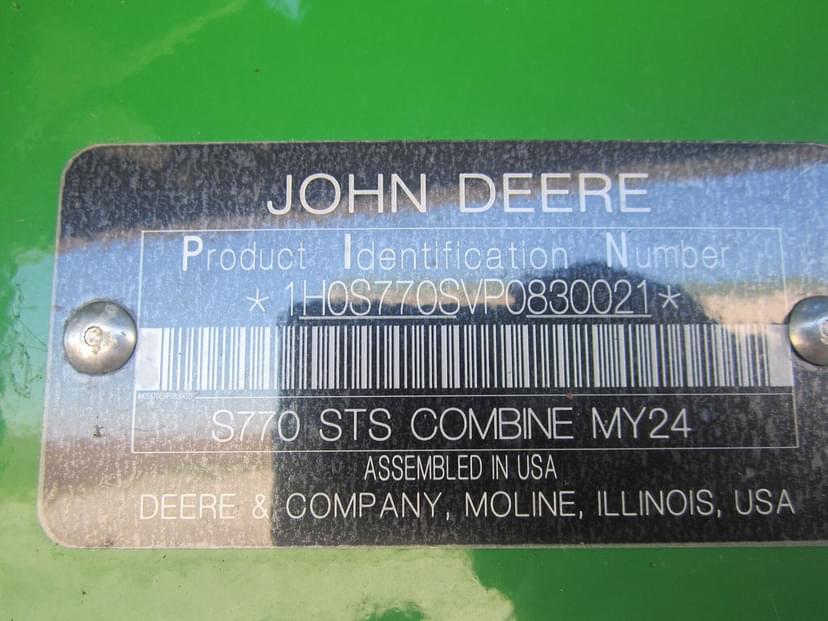 JOHN DEERE
Product Identification Number
*1H0S770SVP0830021*
S770 STS COMBINE MY24
ASSEMBLED IN USA
DEERE & COMPANY, MOLINE, ILLINOIS, USA